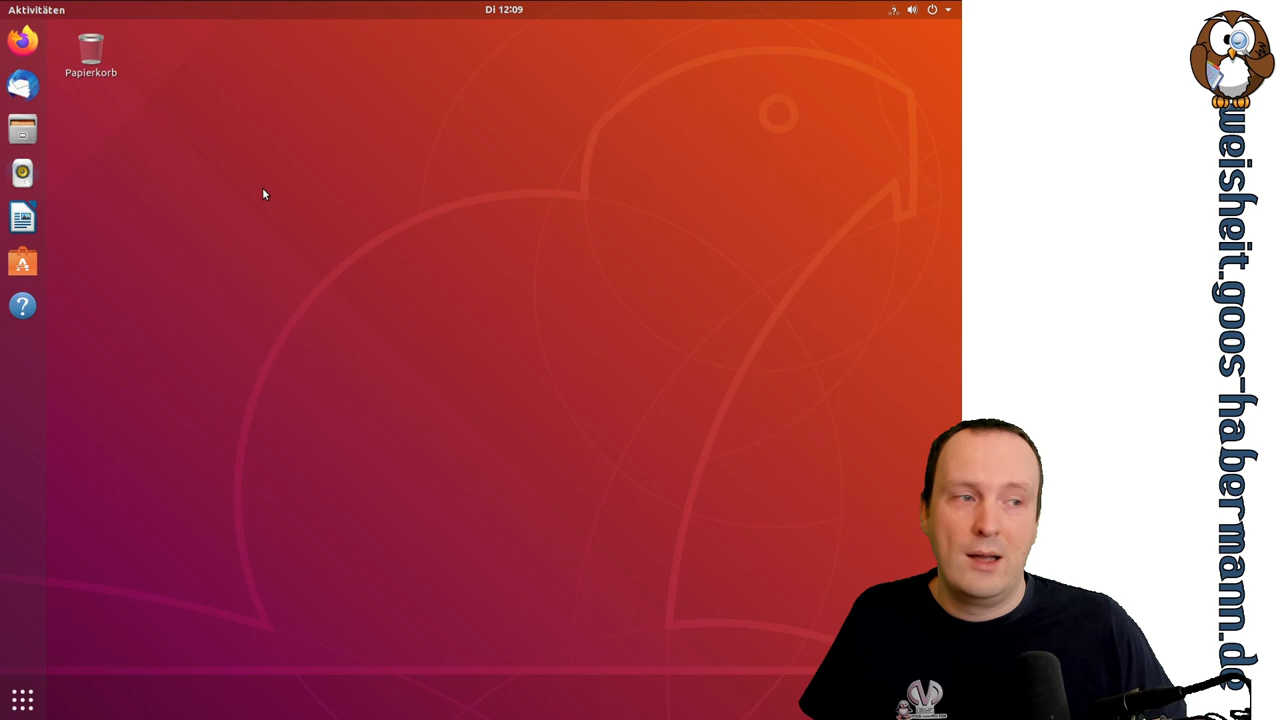 Aktivitäten
Di 12:09
Papierkorb
weisheit.goos-habermann.de